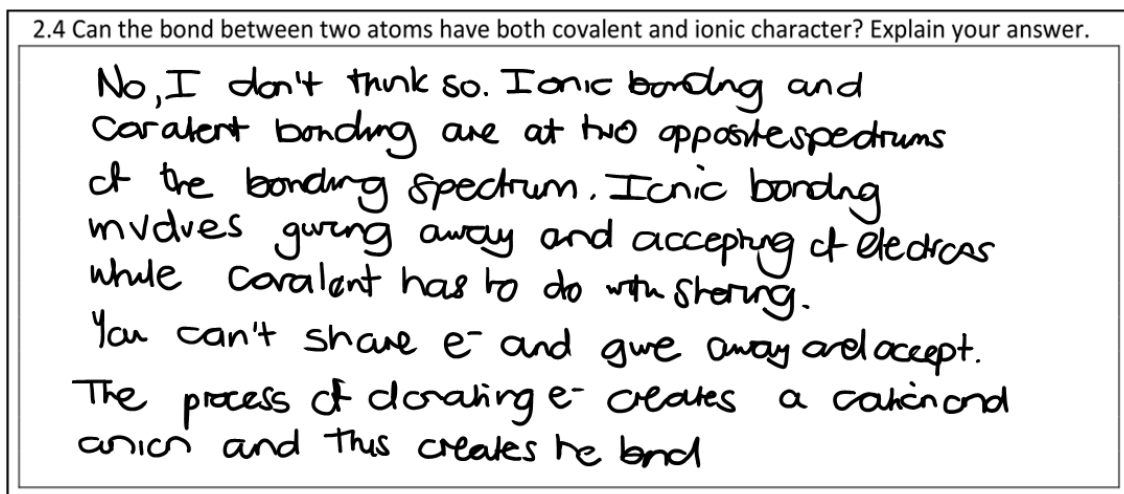 2.4 Can the bond between two atoms have both covalent and ionic character? Explain your answer.
No, I don't think so. Ionic bonding and
covalent bonding are at two opposite spectrums
of the bonding spectrum. Ionic bonding
involves giving away and accepting of electrons
while covalent has to do with sharing.
You can't share e⁻ and give away and accept.
The process of donating e⁻ creates a cation and
anion and this creates he bond